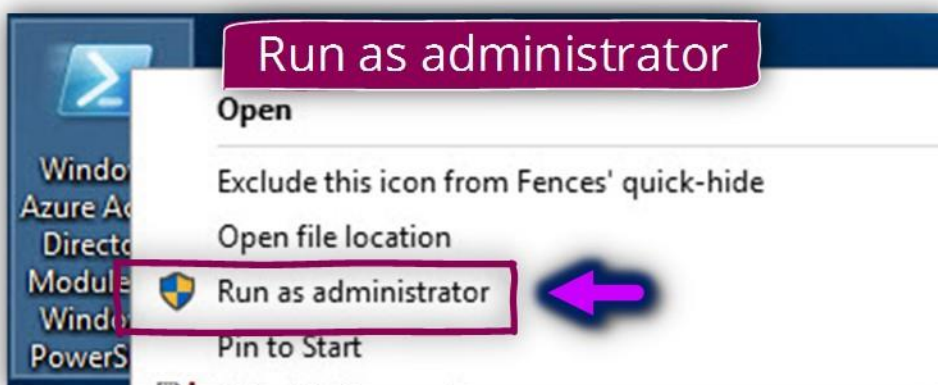 Run as administrator
Open
Exclude this icon from Fences' quick-hide
Open file location
Run as administrator
Pin to Start
Azure